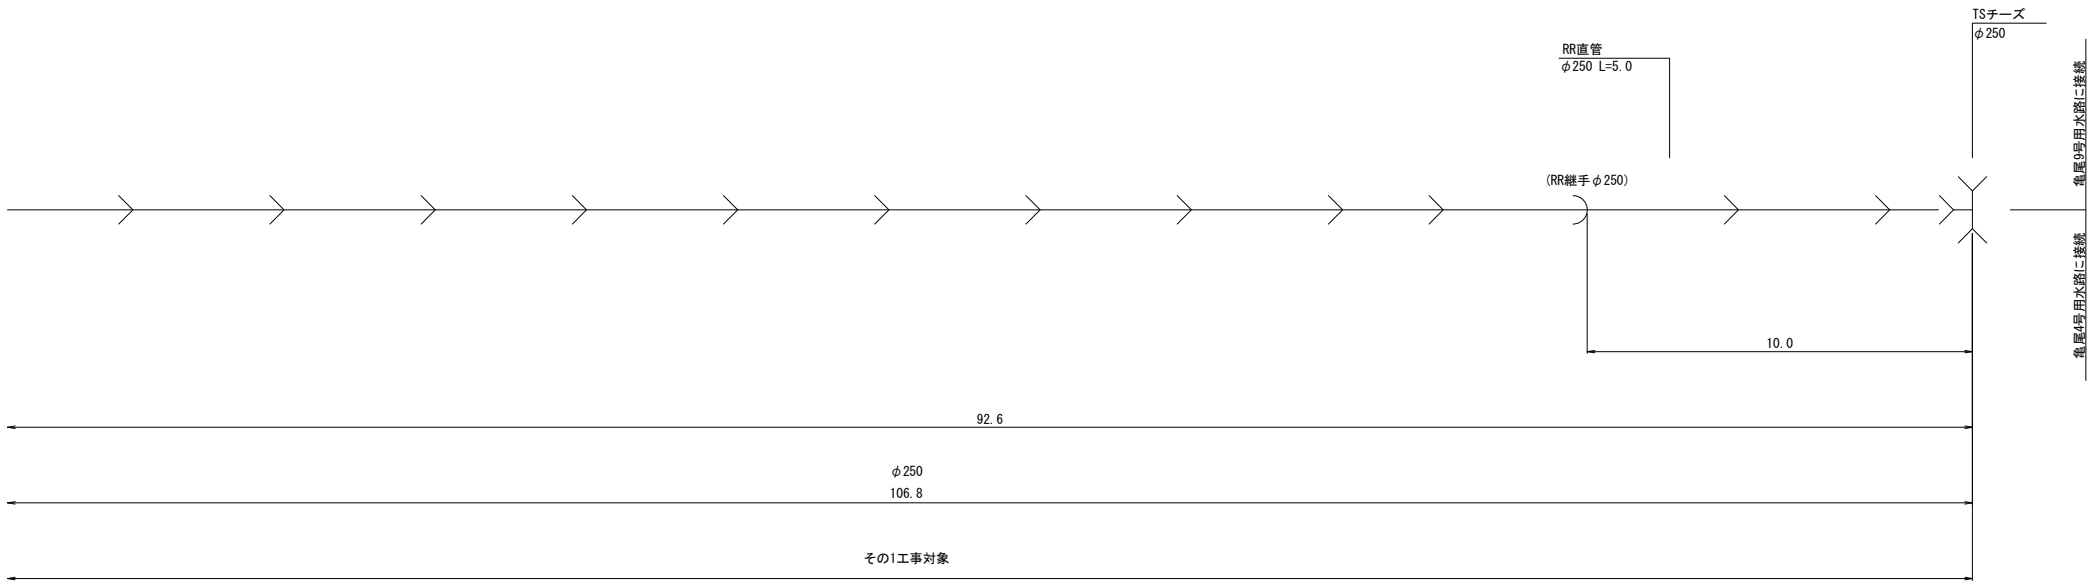 TSチーズ
φ250
RR直管
φ250 L=5.0
亀尾9号用水路に接続
(RR継手φ250)
亀尾4号用水路に接続
10.0
92.6
φ250
106.8
その1工事対象